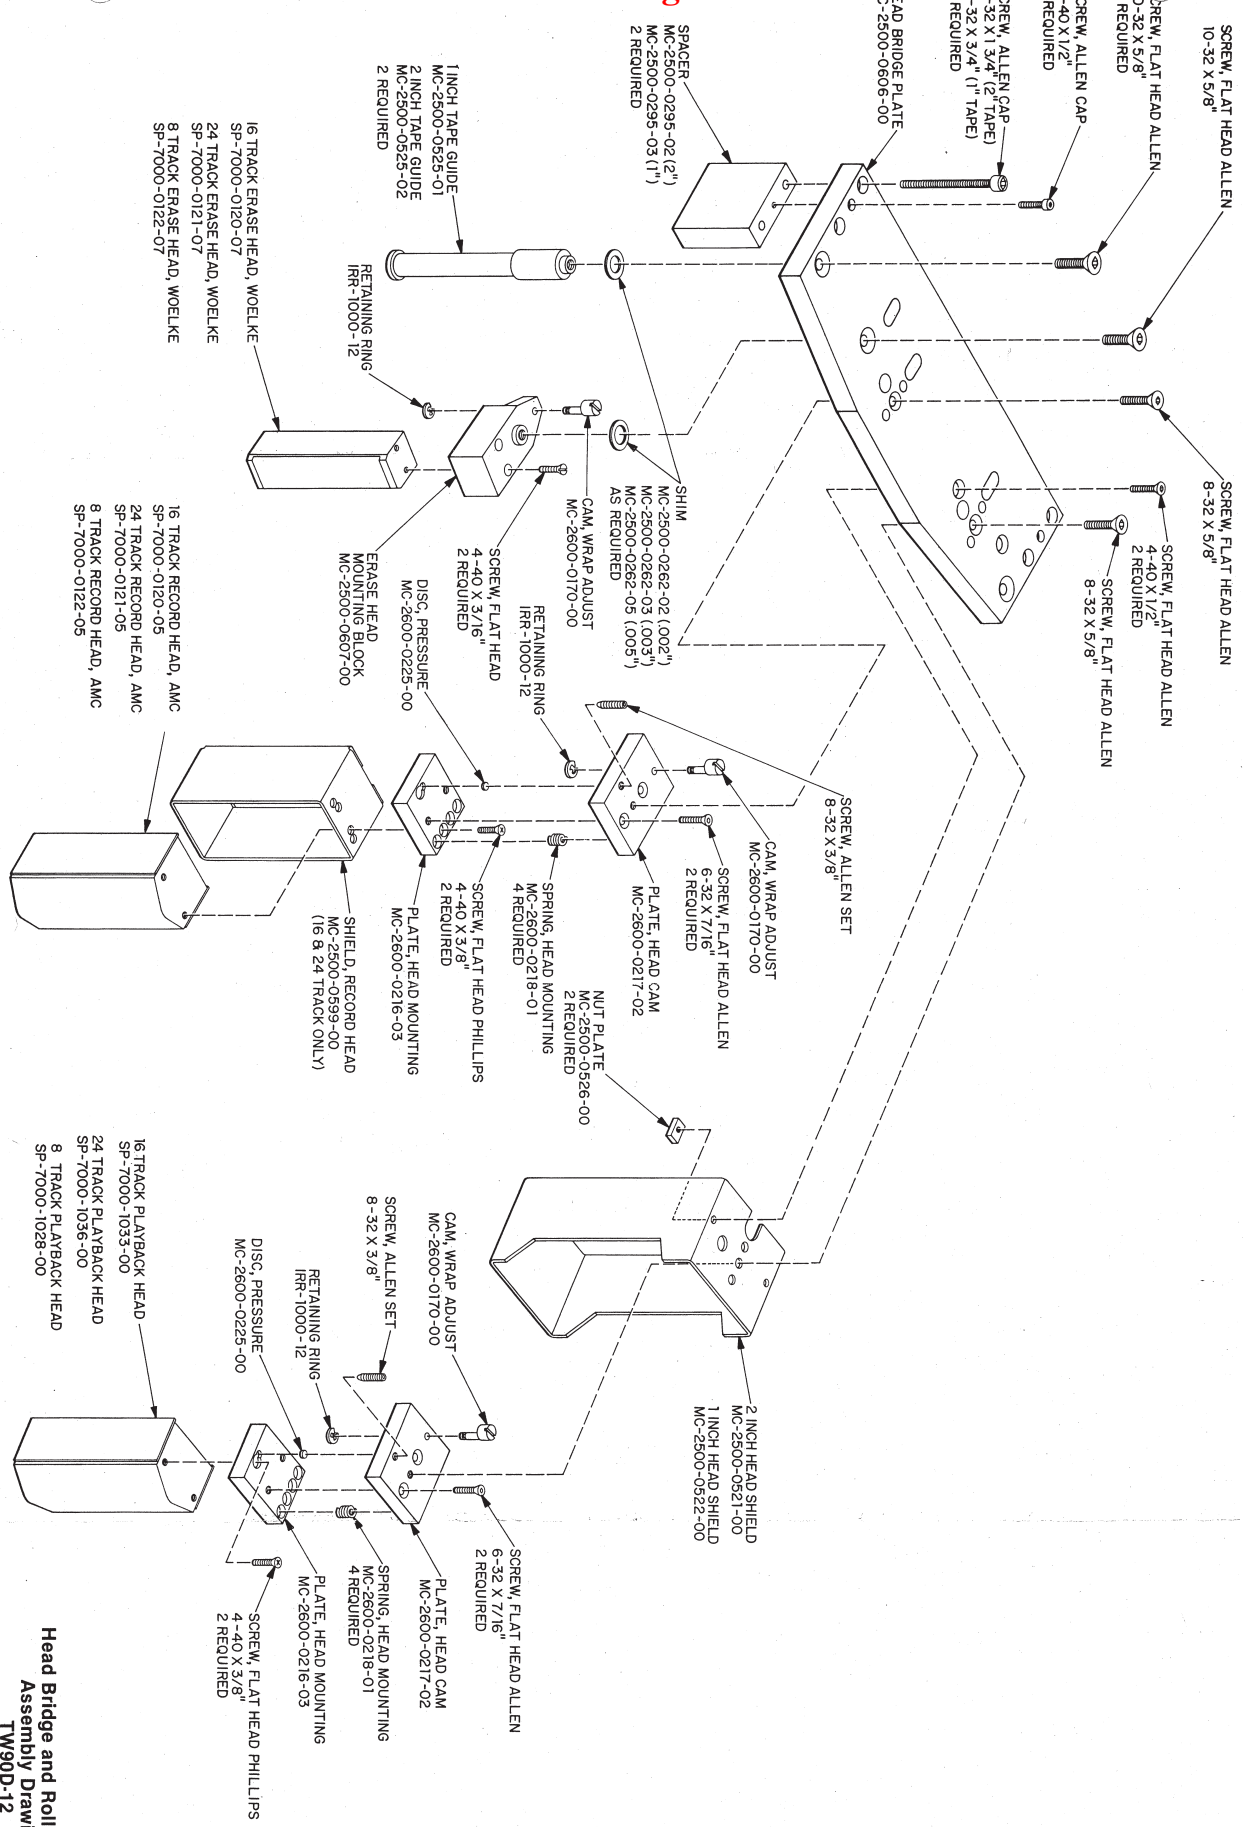 SCREW, FLAT HEAD ALLEN
10-32 X 5/8"
CREW, FLAT HEAD ALLEN
0-32 X 5/8"
REQUIRED
CREW, ALLEN CAP
-40 X 1/2"
REQUIRED
CREW, ALLEN CAP
-32 X 1 3/4" (2" TAPE)
-32 X 3/4" (1" TAPE)
REQUIRED
EAD BRIDGE PLATE
C-2500-0606-00
SPACER
MC-2500-0295-02 (2")
MC-2500-0295-03 (1")
2 REQUIRED
1 INCH TAPE GUIDE
MC-2500-0525-01
2 INCH TAPE GUIDE
MC-2500-0525-02
2 REQUIRED
16 TRACK ERASE HEAD, WOELKE
SP-7000-0120-07
24 TRACK ERASE HEAD, WOELKE
SP-7000-0121-07
8 TRACK ERASE HEAD, WOELKE
SP-7000-0122-07
RETAINING RING
IRR-1000-12
SCREW, FLAT HEAD ALLEN
8-32 X 5/8"
SCREW, FLAT HEAD ALLEN
4-40 X 1/2"
2 REQUIRED
SCREW, FLAT HEAD ALLEN
8-32 X 5/8"
SHIM
MC-2500-0262-02 (.002")
MC-2500-0262-03 (.003")
MC-2500-0262-05 (.005")
AS REQUIRED
CAM, WRAP ADJUST
MC-2600-0170-00
SCREW, FLAT HEAD
4-40 X 3/16"
2 REQUIRED
ERASE HEAD
MOUNTING BLOCK
MC-2500-0607-00
DISC, PRESSURE
MC-2600-0225-00
RETAINING RING
IRR-1000-12
16 TRACK RECORD HEAD, AMC
SP-7000-0120-05
24 TRACK RECORD HEAD, AMC
SP-7000-0121-05
8 TRACK RECORD HEAD, AMC
SP-7000-0122-05
SCREW, ALLEN SET
8-32 X 3/8"
CAM, WRAP ADJUST
MC-2600-0170-00
SCREW, FLAT HEAD ALLEN
6-32 X 7/16"
2 REQUIRED
PLATE, HEAD CAM
MC-2600-0217-02
SPRING, HEAD MOUNTING
MC-2600-0218-01
4 REQUIRED
SCREW, FLAT HEAD PHILLIPS
4-40 X 3/8"
2 REQUIRED
PLATE, HEAD MOUNTING
MC-2600-0216-03
SHIELD, RECORD HEAD
MC-2500-0599-00
(16 & 24 TRACK ONLY)
NUT PLATE
MC-2500-0526-00
2 REQUIRED
2 INCH HEAD SHIELD
MC-2500-0521-00
1 INCH HEAD SHIELD
MC-2500-0522-00
CAM, WRAP ADJUST
MC-2600-0170-00
SCREW, ALLEN SET
8-32 X 3/8"
RETAINING RING
IRR-1000-12
DISC, PRESSURE
MC-2600-0225-00
16 TRACK PLAYBACK HEAD
SP-7000-1033-00
24 TRACK PLAYBACK HEAD
SP-7000-1036-00
8 TRACK PLAYBACK HEAD
SP-7000-1028-00
SCREW, FLAT HEAD ALLEN
6-32 X 7/16"
2 REQUIRED
PLATE, HEAD CAM
MC-2600-0217-02
SPRING, HEAD MOUNTING
MC-2600-0218-01
4 REQUIRED
PLATE, HEAD MOUNTING
MC-2600-0216-03
SCREW, FLAT HEAD PHILLIPS
4-40 X 3/8"
2 REQUIRED
Head Bridge and Roll
Assembly Drawi
TW90D-12